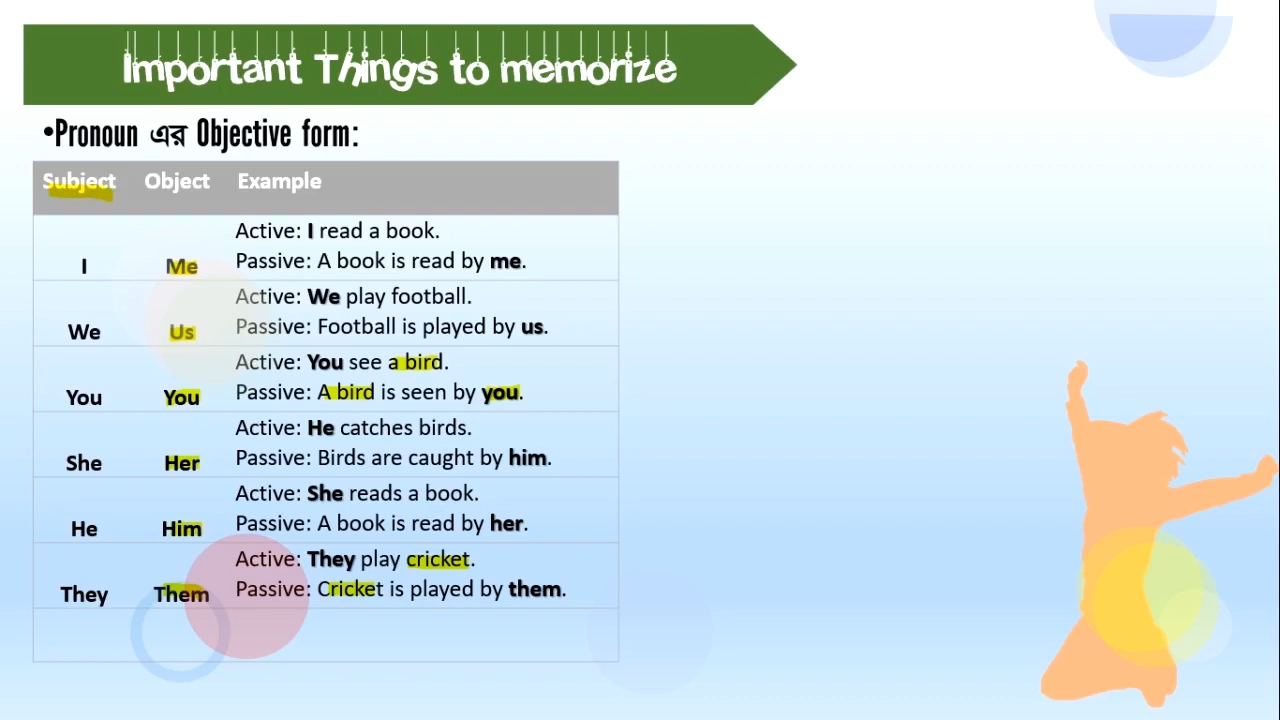 Important Things to memorize
•Pronoun এর Objective form:
Subject Object Example
Active: I read a book.
I Me Passive: A book is read by me.
Active: We play football.
We Us Passive: Football is played by us.
Active: You see a bird.
You You Passive: A bird is seen by you.
Active: He catches birds.
She Her Passive: Birds are caught by him.
Active: She reads a book.
He Him Passive: A book is read by her.
Active: They play cricket.
They Them Passive: Cricket is played by them.